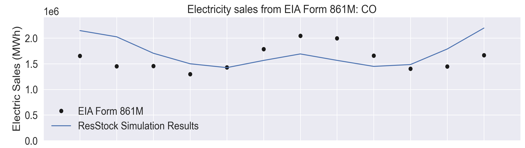 Electricity sales from EIA Form 861M: CO
1e6
Electric Sales (MWh)
2.0
1.5
1.0
0.5
0.0
EIA Form 861M
ResStock Simulation Results